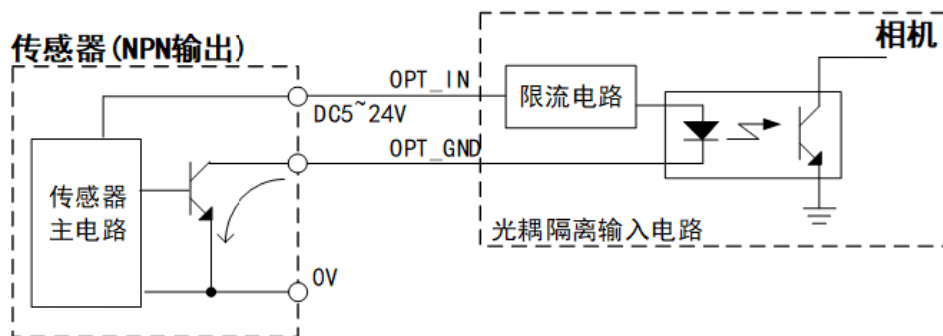 相机
传感器(NPN输出)
OPT_IN
限流电路
DC5~24V
OPT_GND
传感器
主电路
光耦隔离输入电路
0V